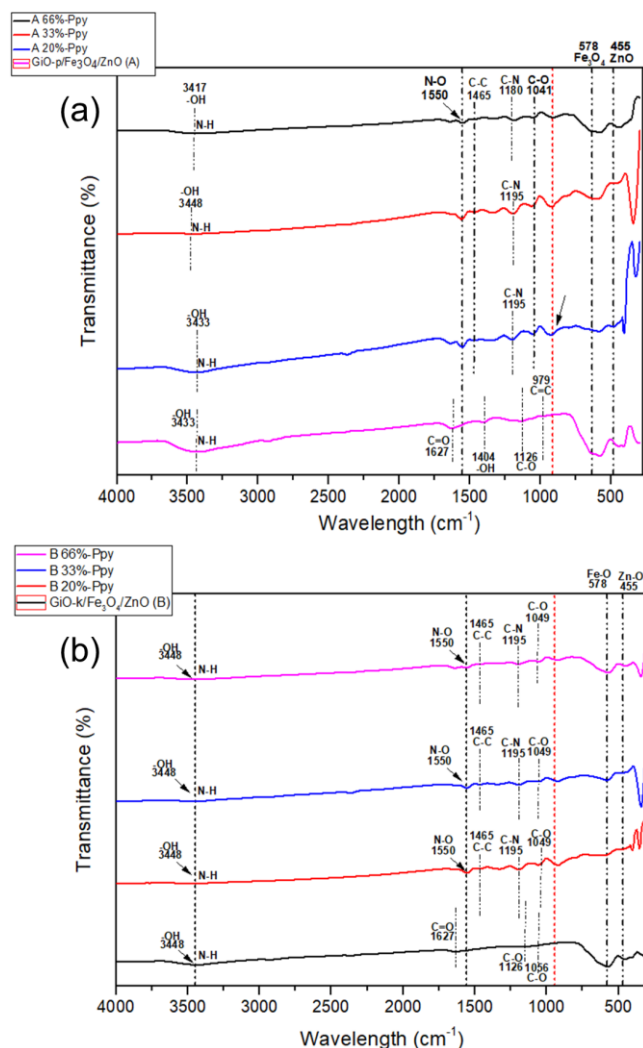 A 66%-Ppy
A 33%-Ppy
A 20%-Ppy
GiO-p/Fe3O4/ZnO (A)
(a)
578 455
Fe3O4 ZnO
3417
-OH
N-H
N-O
1550
C-C
1465
C-N
1180
C-O
1041
-OH
3448
N-H
C-N
1195
-OH
3433
N-H
C-N
1195
-OH
3433
N-H
C=O
1627
1404
-OH
1126
C-O
979
C=C
Transmittance (%)
4000 3500 3000 2500 2000 1500 1000 500
Wavelength (cm-1)
B 66%-Ppy
B 33%-Ppy
B 20%-Ppy
GiO-k/Fe3O4/ZnO (B)
(b)
Fe-O Zn-O
578 455
-OH
3448
N-H
N-O
1550
1465
C-C
C-N
1195
C-O
1049
-OH
3448
N-H
N-O
1550
1465
C-C
C-N
1195
C-O
1049
-OH
3448
N-H
N-O
1550
1465
C-C
C-N
1195
C-O
1049
-OH
3448
N-H
C=O
1627
C-O
1126
1056
C-O
Transmittance (%)
4000 3500 3000 2500 2000 1500 1000 500
Wavelength (cm-1)